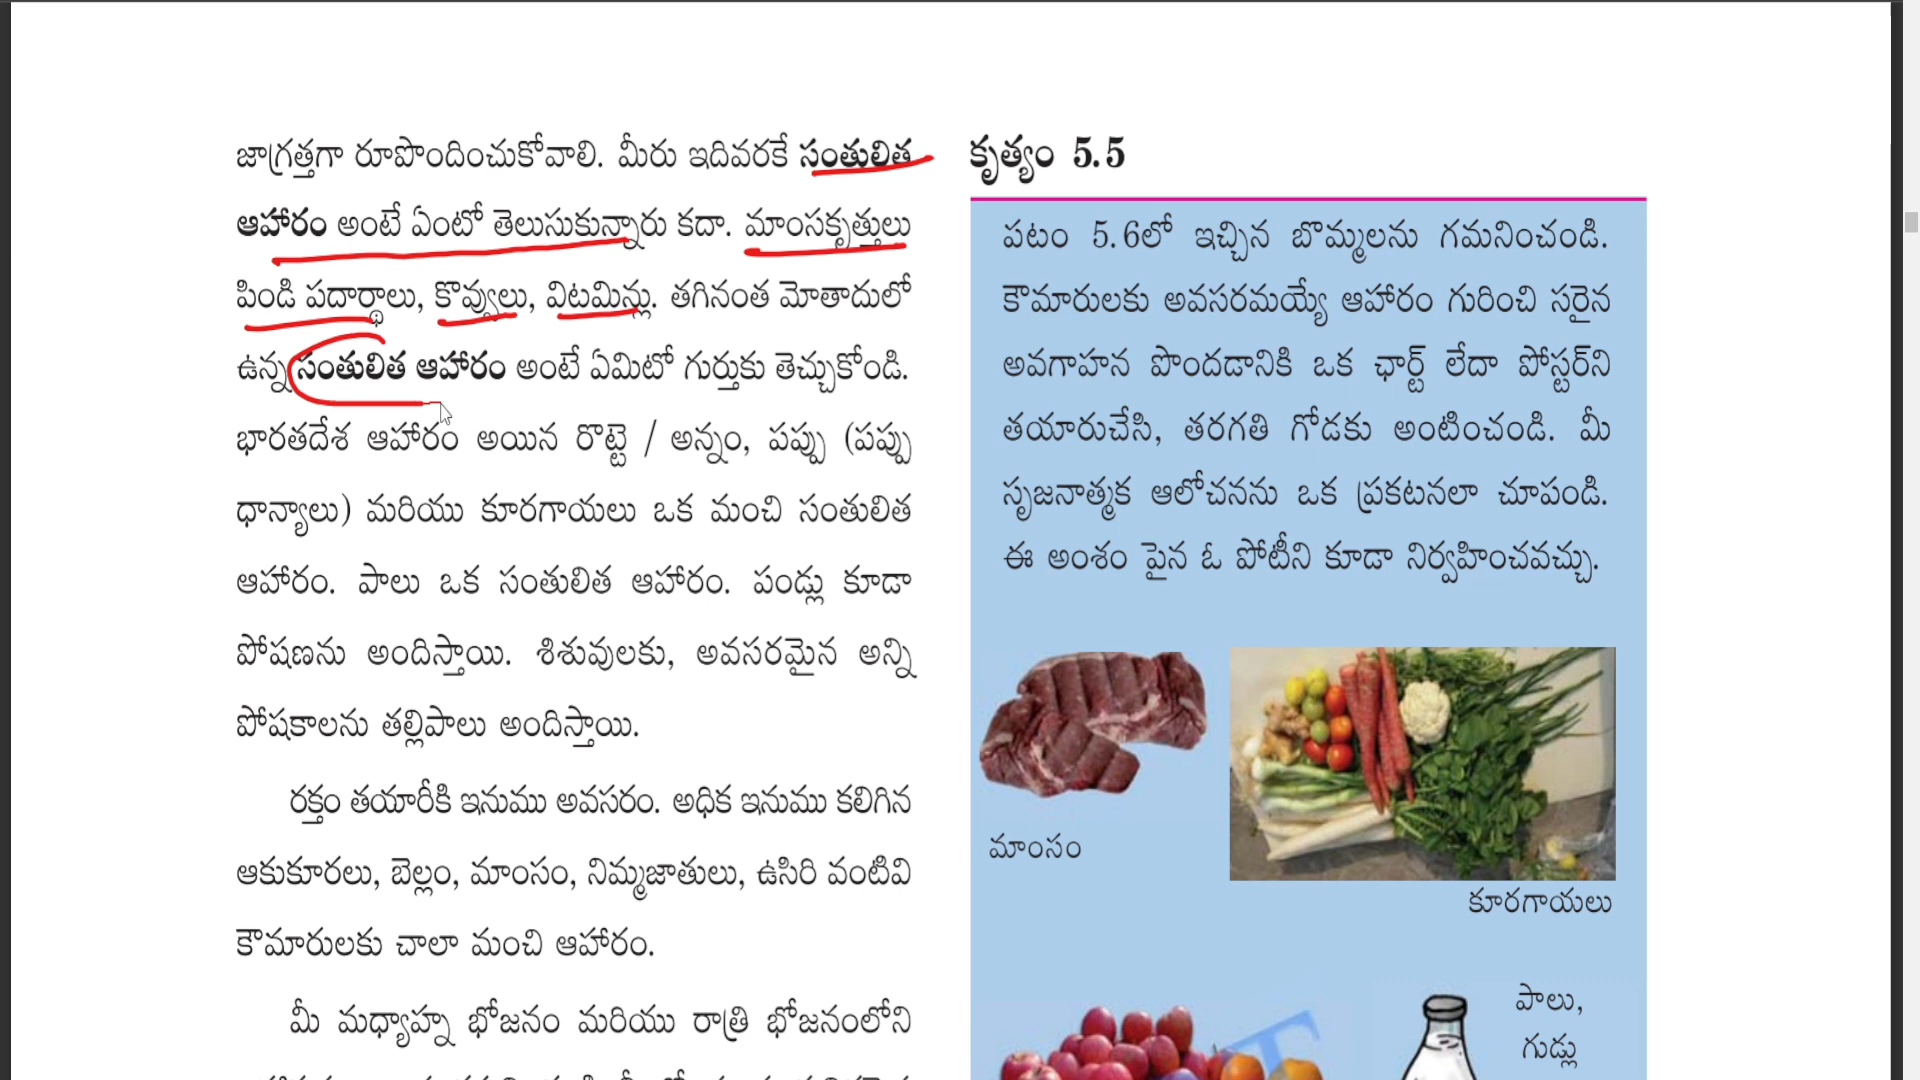 జాగ్రత్తగా రూపొందించుకోవాలి. మీరు ఇదివరకే సంతులిత
ఆహారం అంటే ఏంటో తెలుసుకున్నారు కదా. మాంసకృత్తులు
పిండి పదార్థాలు, కొవ్వులు, విటమిన్లు. తగినంత మోతాదులో
ఉన్న సంతులిత ఆహారం అంటే ఏమిటో గుర్తుకు తెచ్చుకోండి.
భారతదేశ ఆహారం అయిన రొట్టె / అన్నం, పప్పు (పప్పు
ధాన్యాలు) మరియు కూరగాయలు ఒక మంచి సంతులిత
ఆహారం. పాలు ఒక సంతులిత ఆహారం. పండ్లు కూడా
పోషణను అందిస్తాయి. శిశువులకు, అవసరమైన అన్ని
పోషకాలను తల్లిపాలు అందిస్తాయి.
రక్తం తయారీకి ఇనుము అవసరం. అధిక ఇనుము కలిగిన
ఆకుకూరలు, బెల్లం, మాంసం, నిమ్మజాతులు, ఉసిరి వంటివి
కౌమారులకు చాలా మంచి ఆహారం.
మీ మధ్యాహ్న భోజనం మరియు రాత్రి భోజనంలోని
కృత్యం 5.5
పటం 5.6లో ఇచ్చిన బొమ్మలను గమనించండి.
కౌమారులకు అవసరమయ్యే ఆహారం గురించి సరైన
అవగాహన పొందడానికి ఒక ఛార్ట్ లేదా పోస్టర్‌ని
తయారుచేసి, తరగతి గోడకు అంటించండి. మీ
సృజనాత్మక ఆలోచనను ఒక ప్రకటనలా చూపండి.
ఈ అంశం పైన ఓ పోటీని కూడా నిర్వహించవచ్చు.
మాంసం
కూరగాయలు
పాలు,
గుడ్లు